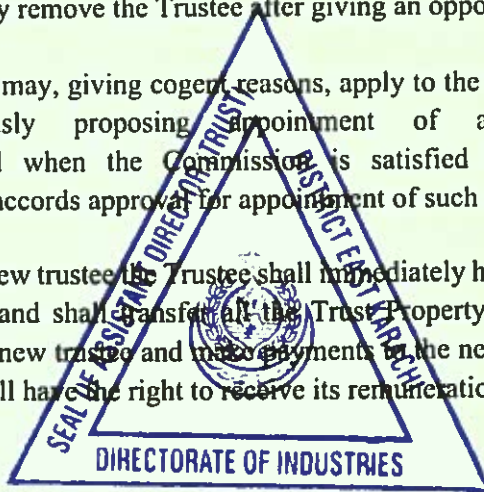 y remove the Trustee after giving an oppo
may, giving cogent reasons, apply to the
usly proposing appointment of a
d when the Commission is satisfied
accords approval for appointment of such
ew trustee the Trustee shall immediately h
and shall transfer all the Trust Property
new trustee and make payments to the ne
ll have the right to receive its remuneratio
SEAL OF ASSISTANT DIRECTOR (TRUST)
DISTRICT EAST KARACHI
DIRECTORATE OF INDUSTRIES